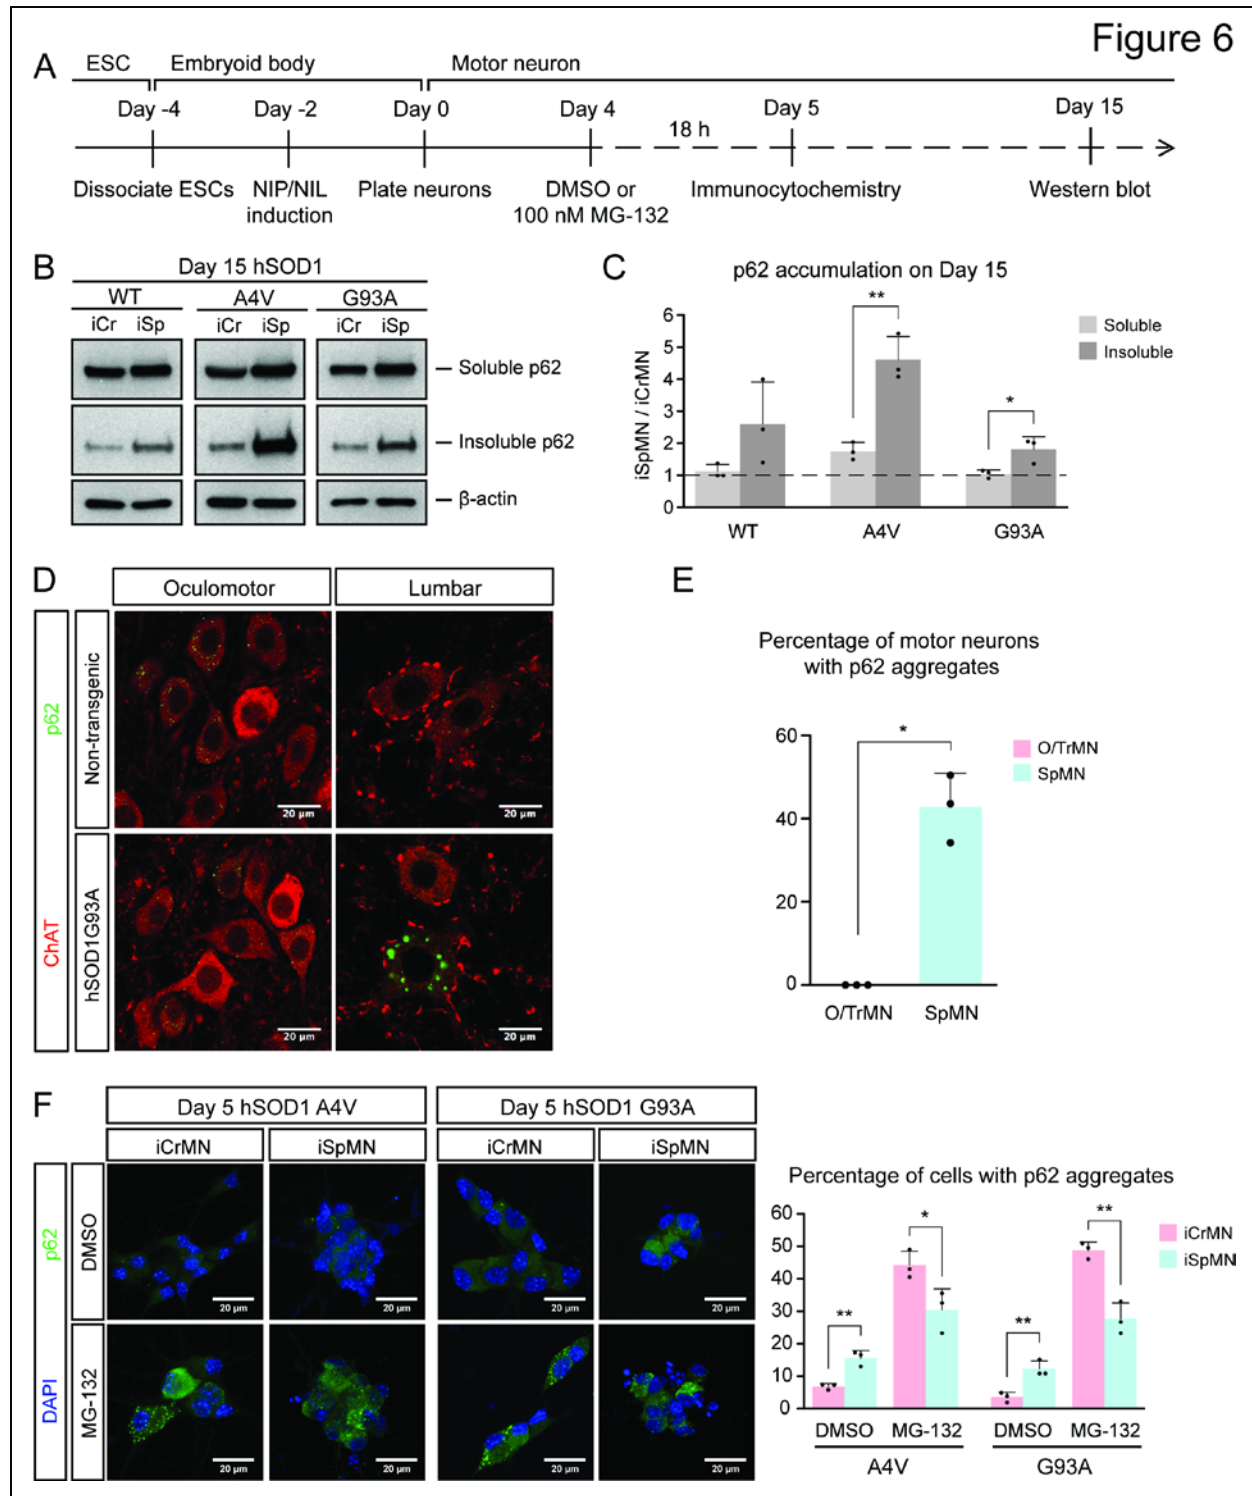 Figure 6
A
ESC Embryoid body Motor neuron
Day -4 Day -2 Day 0 Day 4 18 h Day 5 Day 15
Dissociate ESCs NIP/NIL induction Plate neurons DMSO or 100 nM MG-132 Immunocytochemistry Western blot
B
Day 15 hSOD1
WT A4V G93A
iCr iSp iCr iSp iCr iSp
Soluble p62
Insoluble p62
β-actin
C
p62 accumulation on Day 15
** *
iSpMN / iCrMN
6
5
4
3
2
1
0
WT A4V G93A
Soluble
Insoluble
D
Oculomotor Lumbar
p62
ChAT
Non-transgenic
hSOD1G93A
20 µm 20 µm
20 µm 20 µm
E
Percentage of motor neurons
with p62 aggregates
*
60
40
20
0
O/TrMN SpMN
O/TrMN
SpMN
F
Day 5 hSOD1 A4V Day 5 hSOD1 G93A
iCrMN iSpMN iCrMN iSpMN
p62
DAPI
DMSO
MG-132
20 µm 20 µm 20 µm 20 µm
20 µm 20 µm 20 µm 20 µm
Percentage of cells with p62 aggregates
60
50
40
30
20
10
0
** * ** **
DMSO MG-132 DMSO MG-132
A4V G93A
iCrMN
iSpMN